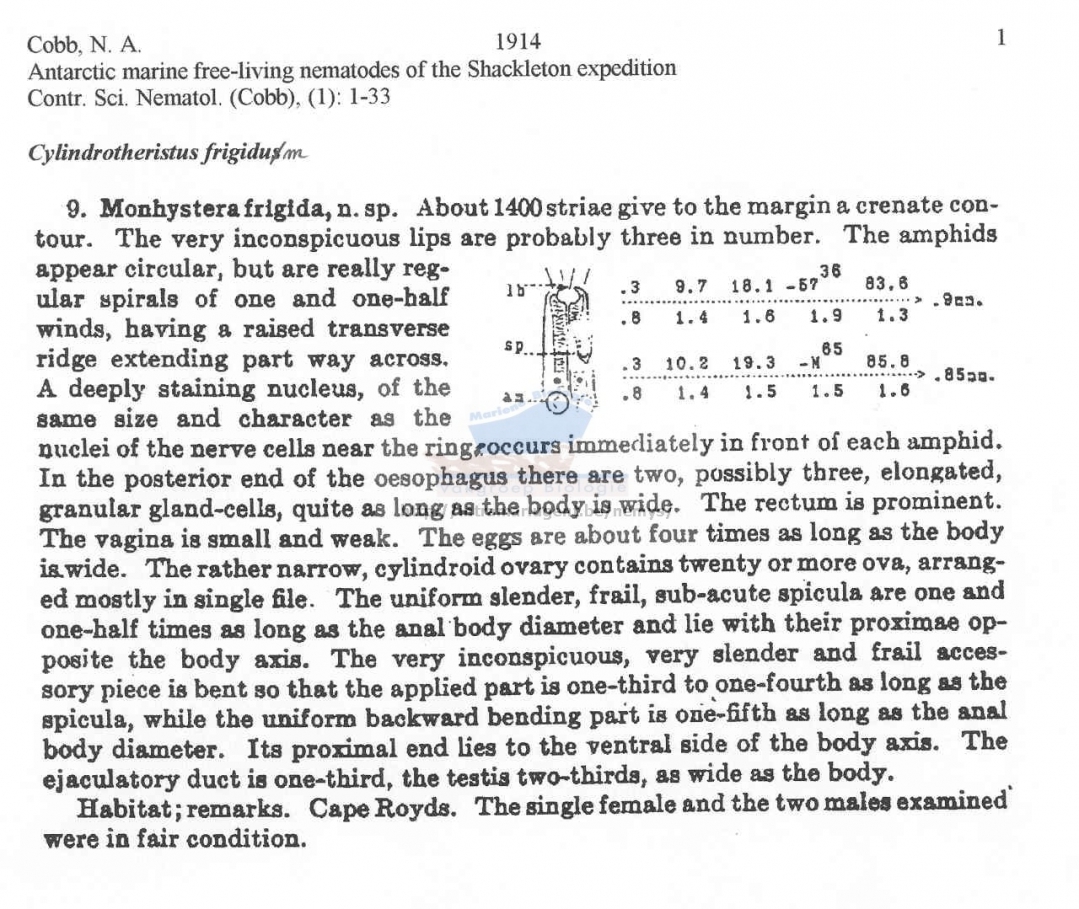 Cobb, N. A. 1914 1
Antarctic marine free-living nematodes of the Shackleton expedition
Contr. Sci. Nematol. (Cobb), (1): 1-33
Cylindrotheristus frigidus/m
9. Monhystera frigida, n. sp. About 1400 striae give to the margin a crenate con-
tour. The very inconspicuous lips are probably three in number. The amphids
appear circular, but are really reg-
ular spirals of one and one-half
winds, having a raised transverse
ridge extending part way across.
A deeply staining nucleus, of the
same size and character as the
lb
sp
.3 9.7 18.1 -57 36 83.6
.8 1.4 1.6 1.9 1.3
.9mm.
.3 10.2 19.3 -M 65 85.8
.8 1.4 1.5 1.5 1.6
.85mm.
nuclei of the nerve cells near the ring, occurs immediately in front of each amphid.
In the posterior end of the oesophagus there are two, possibly three, elongated,
granular gland-cells, quite as long as the body is wide. The rectum is prominent.
The vagina is small and weak. The eggs are about four times as long as the body
is wide. The rather narrow, cylindroid ovary contains twenty or more ova, arrang-
ed mostly in single file. The uniform slender, frail, sub-acute spicula are one and
one-half times as long as the anal body diameter and lie with their proximae op-
posite the body axis. The very inconspicuous, very slender and frail acces-
sory piece is bent so that the applied part is one-third to one-fourth as long as the
spicula, while the uniform backward bending part is one-fifth as long as the anal
body diameter. Its proximal end lies to the ventral side of the body axis. The
ejaculatory duct is one-third, the testis two-thirds, as wide as the body.
Habitat; remarks. Cape Royds. The single female and the two males examined
were in fair condition.